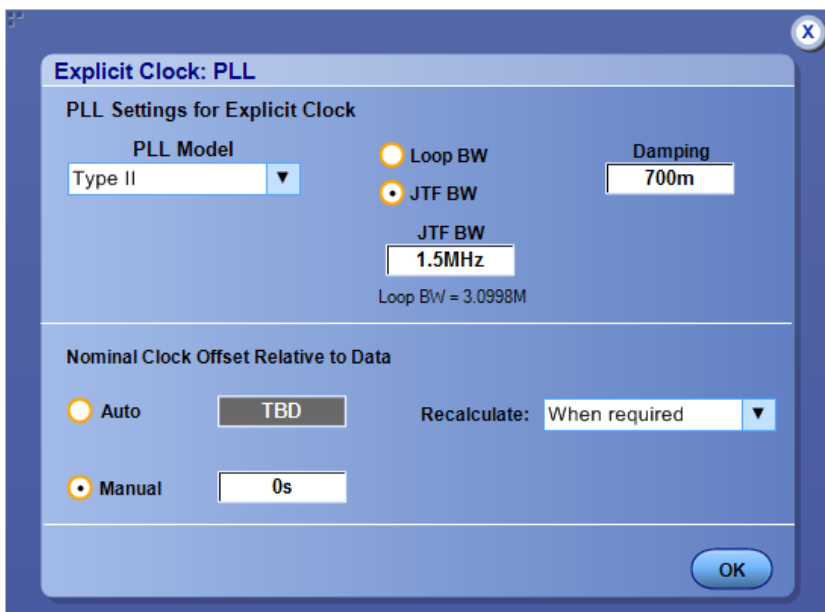 X
Explicit Clock: PLL
PLL Settings for Explicit Clock
PLL Model
Type II
Loop BW
JTF BW
JTF BW
1.5MHz
Loop BW = 3.0998M
Damping
700m
Nominal Clock Offset Relative to Data
Auto
TBD
Recalculate:
When required
Manual
0s
OK